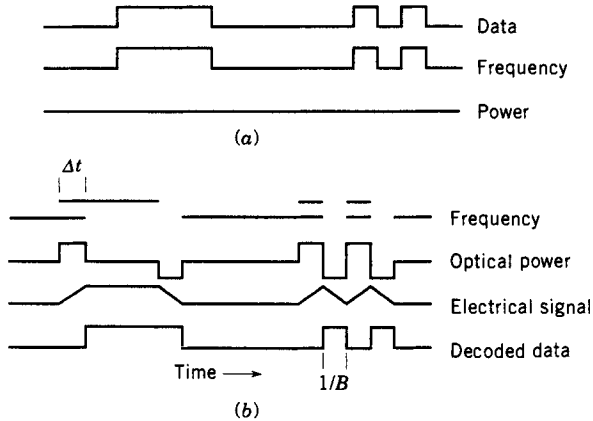 Data
Frequency
Power
(a)
Δt
Frequency
Optical power
Electrical signal
Decoded data
Time
1/B
(b)